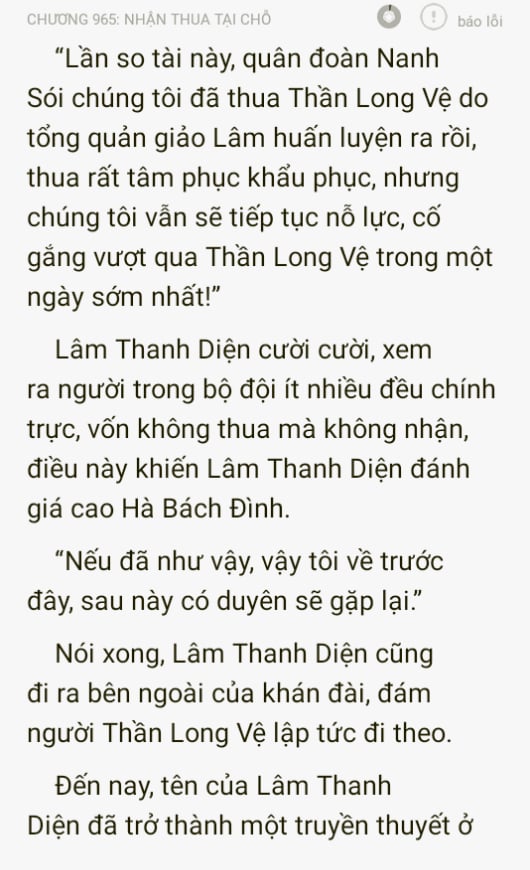 CHƯƠNG 965: NHẬN THUA TẠI CHỖ
báo lỗi
“Lần so tài này, quân đoàn Nanh
Sói chúng tôi đã thua Thần Long Vệ do
tổng quản giảo Lâm huấn luyện ra rồi,
thua rất tâm phục khẩu phục, nhưng
chúng tôi vẫn sẽ tiếp tục nỗ lực, cố
gắng vượt qua Thần Long Vệ trong một
ngày sớm nhất!”
Lâm Thanh Diện cười cười, xem
ra người trong bộ đội ít nhiều đều chính
trực, vốn không thua mà không nhận,
điều này khiến Lâm Thanh Diện đánh
giá cao Hà Bách Đình.
“Nếu đã như vậy, vậy tôi về trước
đây, sau này có duyên sẽ gặp lại.”
Nói xong, Lâm Thanh Diện cũng
đi ra bên ngoài của khán đài, đám
người Thần Long Vệ lập tức đi theo.
Đến nay, tên của Lâm Thanh
Diện đã trở thành một truyền thuyết ở